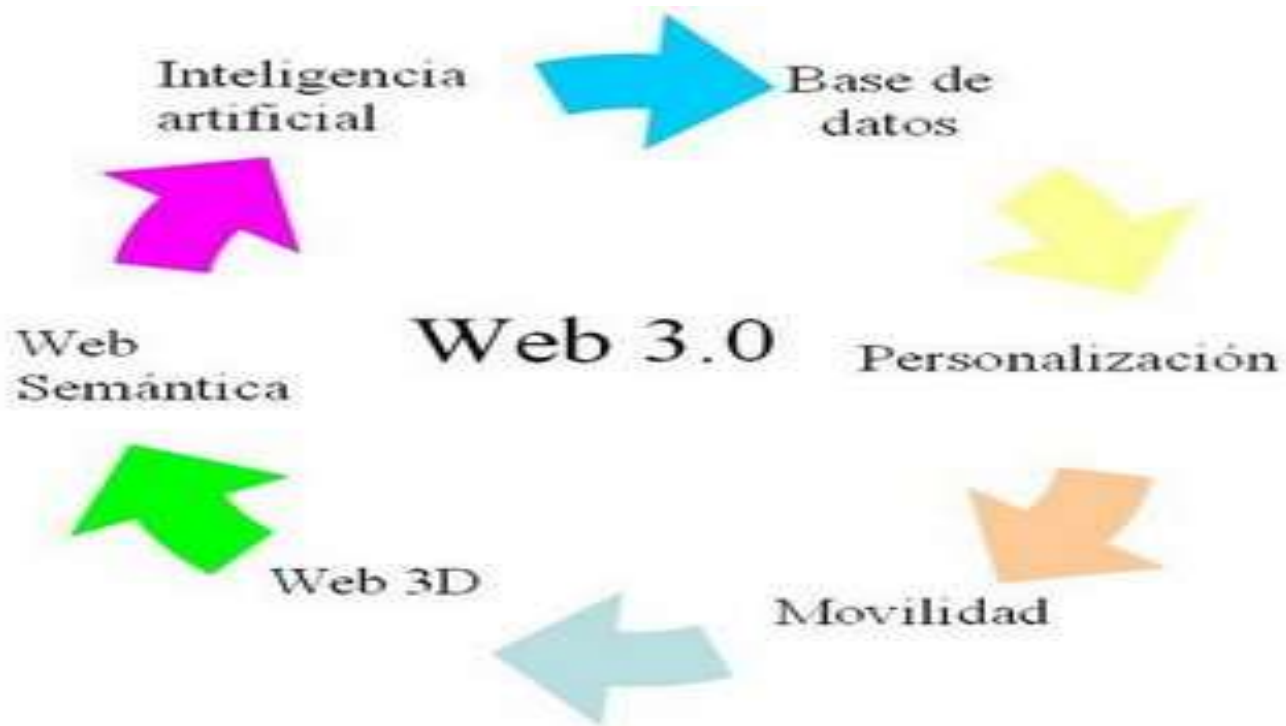 Inteligencia
artificial
Base de
datos
Web
Semántica
Web 3.0
Personalización
Web 3D
Movilidad